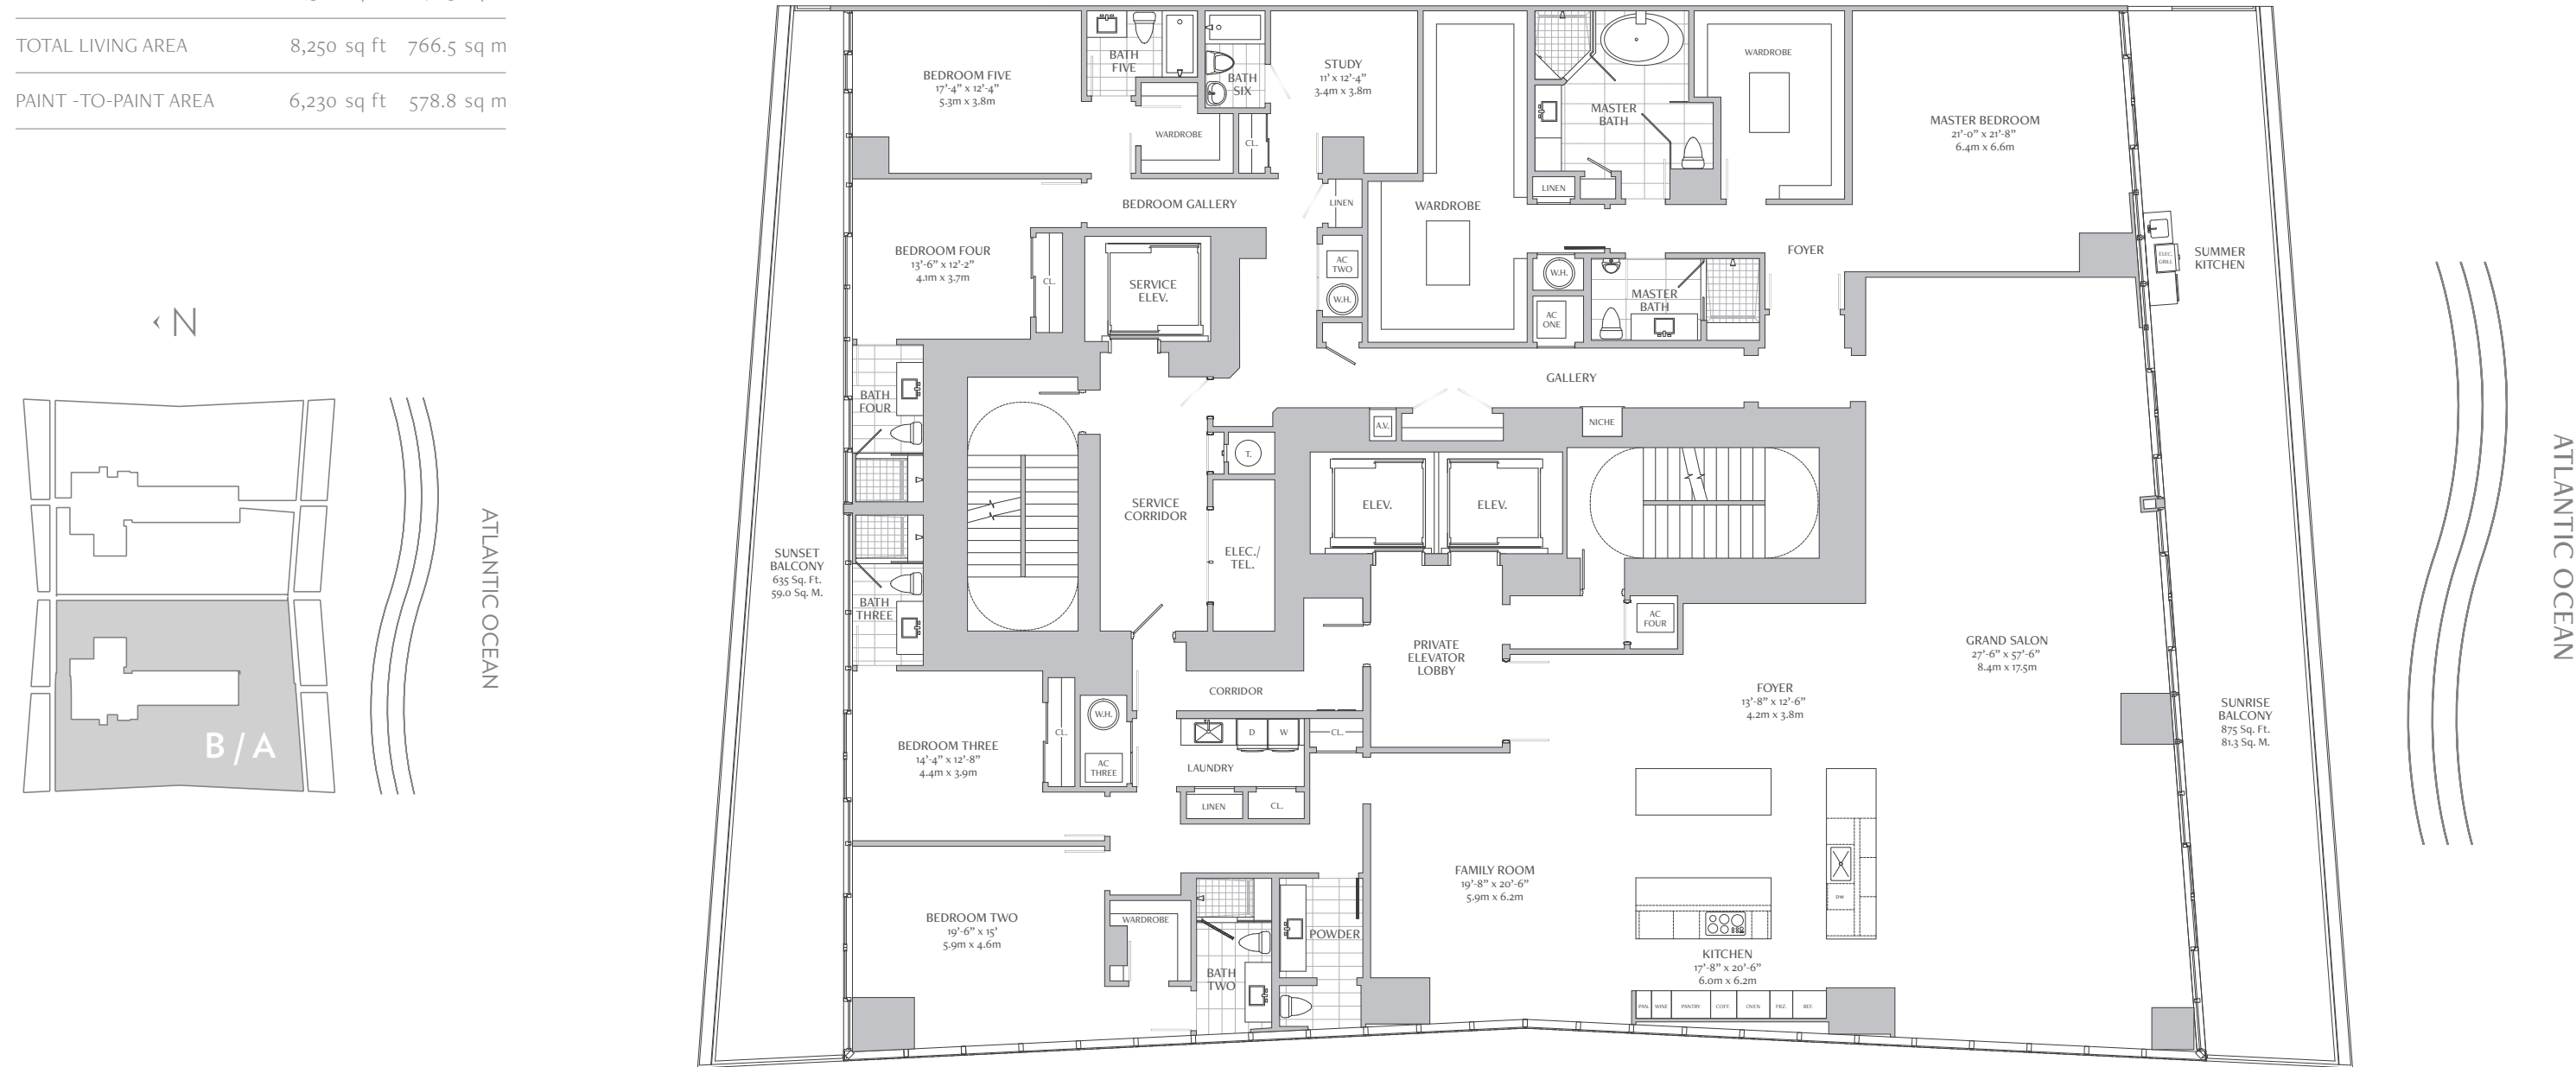 TOTAL LIVING AREA 8,250 sq ft 766.5 sq m
PAINT -TO-PAINT AREA 6,230 sq ft 578.8 sq m
N
B / A
ATLANTIC OCEAN
BEDROOM FIVE
17'-4" x 12'-4"
5.3m x 3.8m
BATH
FIVE
BATH
SIX
WARDROBE
CL.
STUDY
11' x 12'-4"
3.4m x 3.8m
MASTER
BATH
WARDROBE
MASTER BEDROOM
21'-0" x 21'-8"
6.4m x 6.6m
BEDROOM GALLERY
LINEN
WARDROBE
LINEN
FOYER
SUMMER
KITCHEN
ELEC.
GRILL
BEDROOM FOUR
13'-6" x 12'-2"
4.1m x 3.7m
CL.
SERVICE
ELEV.
AC
TWO
W.H.
W.H.
AC
ONE
MASTER
BATH
GALLERY
BATH
FOUR
A.V.
NICHE
T.
SERVICE
CORRIDOR
ELEV.
ELEV.
ELEC./
TEL.
SUNSET
BALCONY
635 Sq. Ft.
59.0 Sq. M.
BATH
THREE
AC
FOUR
PRIVATE
ELEVATOR
LOBBY
GRAND SALON
27'-6" x 57'-6"
8.4m x 17.5m
CORRIDOR
FOYER
13'-8" x 12'-6"
4.2m x 3.8m
SUNRISE
BALCONY
875 Sq. Ft.
81.3 Sq. M.
ATLANTIC OCEAN
BEDROOM THREE
14'-4" x 12'-8"
4.4m x 3.9m
CL.
W.H.
AC
THREE
D
W
CL.
LAUNDRY
LINEN
CL.
FAMILY ROOM
19'-8" x 20'-6"
5.9m x 6.2m
DW
BEDROOM TWO
19'-6" x 15'
5.9m x 4.6m
WARDROBE
BATH
TWO
POWDER
KITCHEN
17'-8" x 20'-6"
6.0m x 6.2m
PAN. WINE PANTRY COFF. OVEN FRZ. REF.